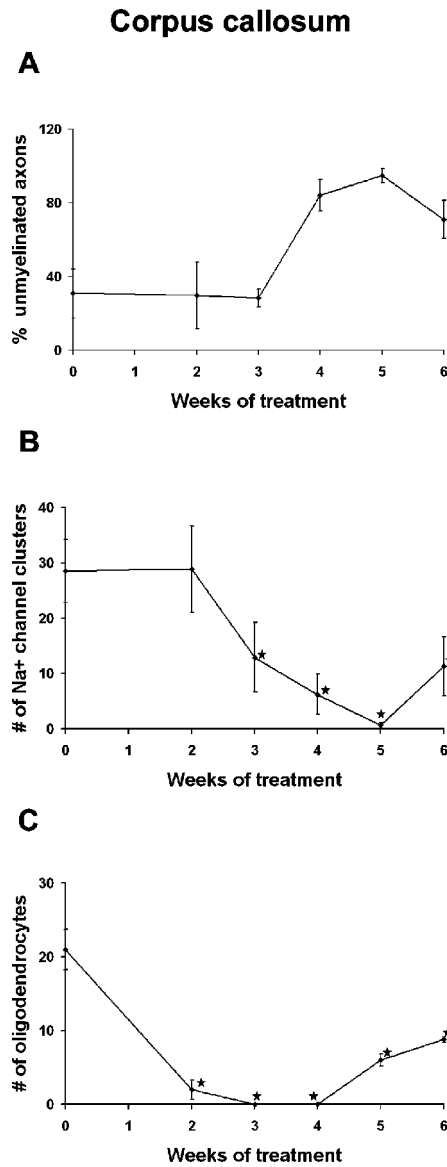 Corpus callosum
A
120
80
40
0
% unmyelinated axons
0 1 2 3 4 5 6
Weeks of treatment
B
40
30
20
10
0
# of Na+ channel clusters
0 1 2 3 4 5 6
Weeks of treatment
C
30
20
10
0
# of oligodendrocytes
0 1 2 3 4 5 6
Weeks of treatment